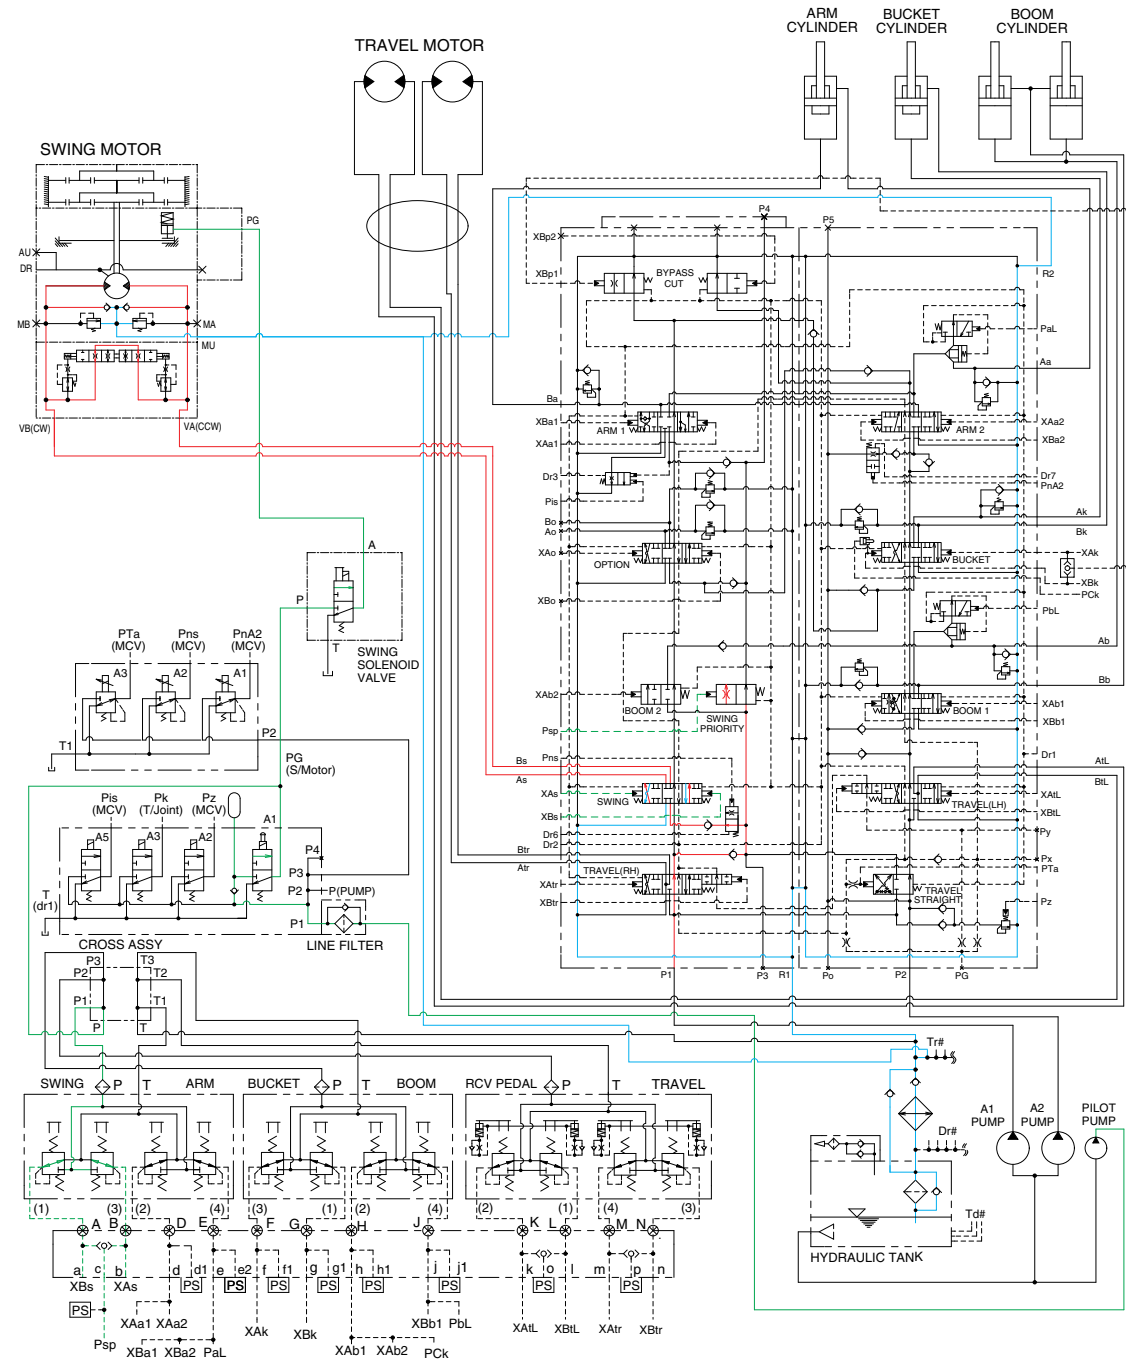 ARM
CYLINDER
BUCKET
CYLINDER
BOOM
CYLINDER
TRAVEL MOTOR
SWING MOTOR
PG
AU
DR
MB
MA
MU
VB(CW)
VA(CCW)
P4
P5
XBp2
XBp1
BYPASS
CUT
R2
PaL
Aa
Ba
XBa1
ARM 1
XAa1
ARM 2
XAa2
XBa2
Dr3
Dr7
PnA2
Pis
Ak
Bo
Ao
Bk
XAo
OPTION
BUCKET
XAk
XBk
PCk
XBo
PbL
Ab
Bb
XAb2
BOOM 2
SWING
PRIORITY
BOOM 1
XAb1
XBb1
Psp
Pns
Dr1
Bs
AtL
As
BtL
XAs
SWING
TRAVEL(LH)
XAtL
XBs
XBtL
Dr6
Dr2
Py
Btr
Px
Atr
TRAVEL(RH)
PTa
XAtr
TRAVEL
STRAIGHT
XBtr
Pz
P1
P3
R1
Po
P2
PG
A
P
T
SWING
SOLENOID
VALVE
PTa
(MCV)
Pns
(MCV)
PnA2
(MCV)
A3
A2
A1
P2
T1
PG
(S/Motor)
Pis
(MCV)
Pk
(T/Joint)
Pz
(MCV)
A1
A5
A3
A2
P4
P3
P2
P(PUMP)
T
(dr1)
P1
LINE FILTER
CROSS ASSY
P3
T3
P2
T2
P1
T1
P
T
SWING
P
T
ARM
BUCKET
P
T
BOOM
RCV PEDAL
P
T
TRAVEL
Tr#
A1
PUMP
A2
PUMP
PILOT
PUMP
Dr#
Td#
HYDRAULIC TANK
(1)
(3)
(2)
(4)
(3)
(1)
(2)
(4)
(2)
(1)
(4)
(3)
A
B
D
E
F
G
H
J
K
L
M
N
a
c
b
d
d1
e
e2
f
f1
g
g1
h
h1
j
j1
k
o
l
m
p
n
XBs
XAs
PS
PS
PS
PS
PS
PS
PS
PS
PS
Psp
XAa1
XAa2
XBa1
XBa2
PaL
XAk
XBk
XAb1
XAb2
PCk
XBb1
PbL
XAtL
XBtL
XAtr
XBtr